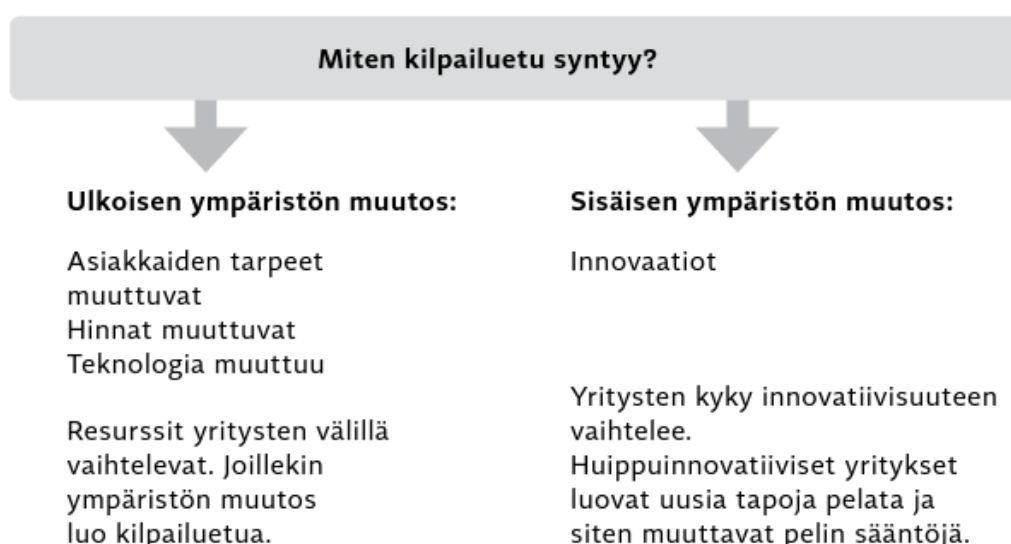 Miten kilpailuetu syntyy?
Ulkoisen ympäristön muutos:
Asiakkaiden tarpeet
muuttuvat
Hinnat muuttuvat
Teknologia muuttuu
Resurssit yritysten välillä
vaihtelevat. Joillekin
ympäristön muutos
luo kilpailuetua.
Sisäisen ympäristön muutos:
Innovaatiot
Yritysten kyky innovatiivisuuteen
vaihtelee.
Huippuinnovatiiviset yritykset
luovat uusia tapoja pelata ja
siten muuttavat pelin sääntöjä.